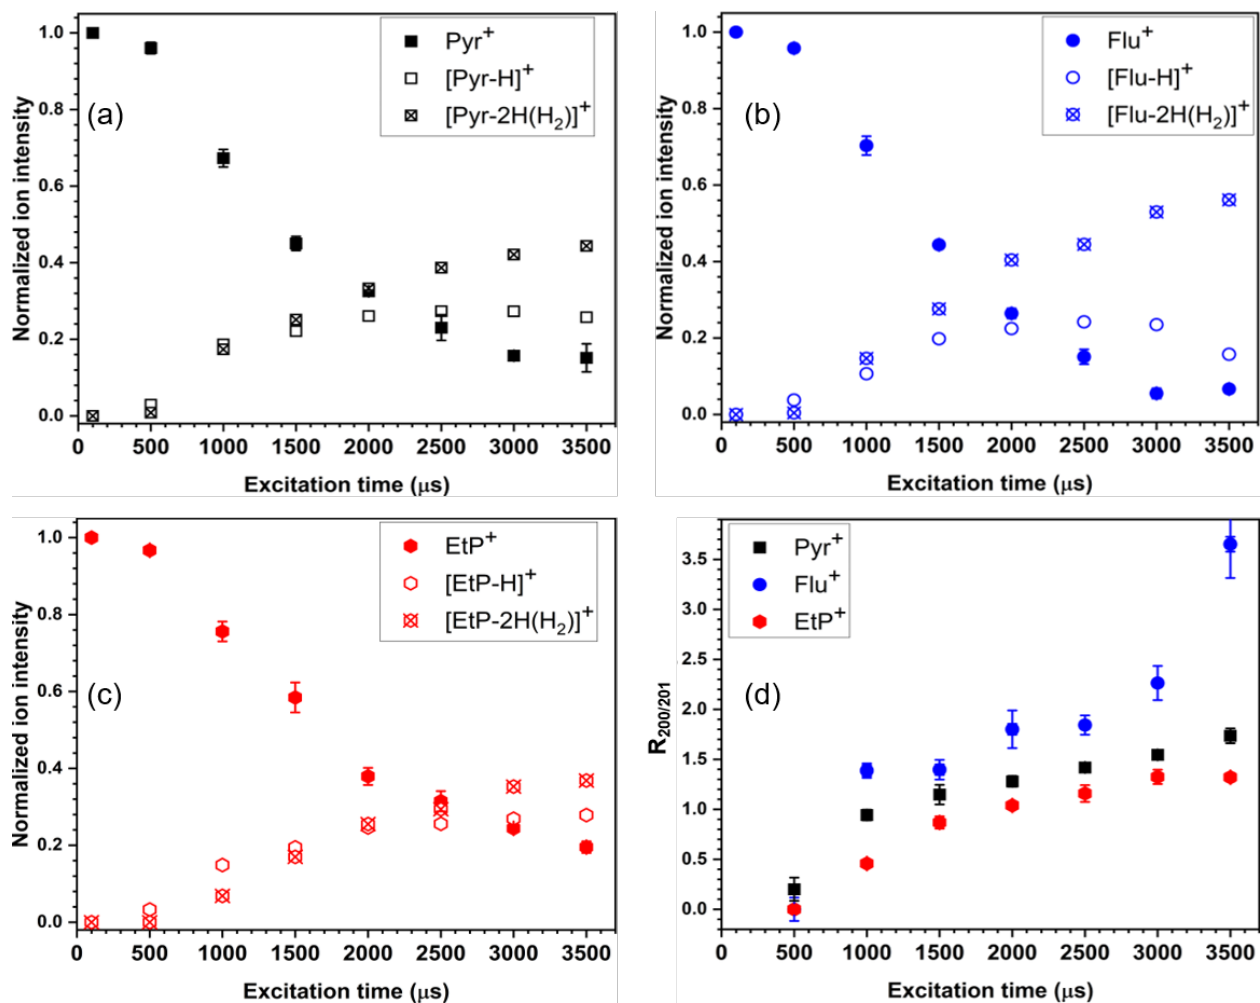 (a)
Normalized ion intensity
1.0
0.8
0.6
0.4
0.2
0.0
Pyr⁺
[Pyr-H]⁺
[Pyr-2H(H₂)]⁺
0 500 1000 1500 2000 2500 3000 3500
Excitation time (μs)
(b)
Normalized ion intensity
1.0
0.8
0.6
0.4
0.2
0.0
Flu⁺
[Flu-H]⁺
[Flu-2H(H₂)]⁺
0 500 1000 1500 2000 2500 3000 3500
Excitation time (μs)
(c)
Normalized ion intensity
1.0
0.8
0.6
0.4
0.2
0.0
EtP⁺
[EtP-H]⁺
[EtP-2H(H₂)]⁺
0 500 1000 1500 2000 2500 3000 3500
Excitation time (μs)
(d)
R₂₀₀/₂₀₁
3.5
3.0
2.5
2.0
1.5
1.0
0.5
0.0
Pyr⁺
Flu⁺
EtP⁺
0 500 1000 1500 2000 2500 3000 3500
Excitation time (μs)